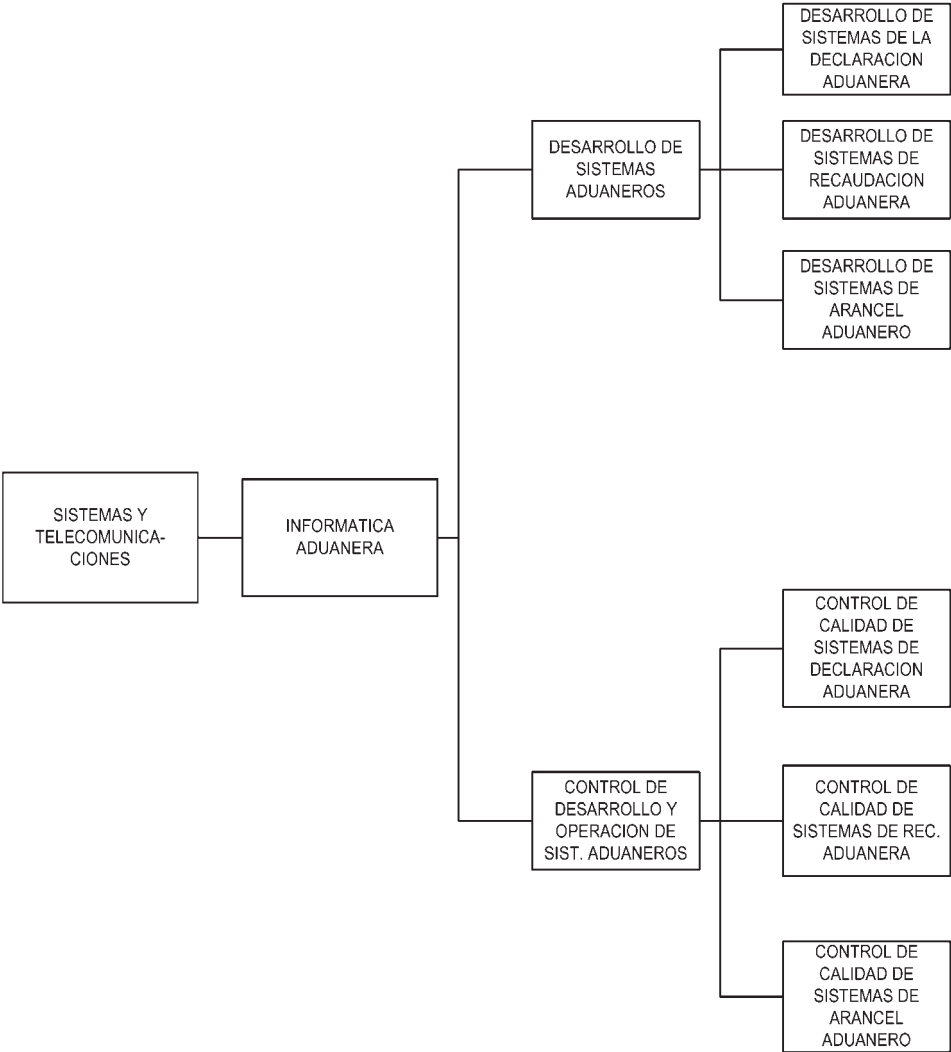 DESARROLLO DE
SISTEMAS DE LA
DECLARACION
ADUANERA
DESARROLLO DE
SISTEMAS
ADUANEROS
DESARROLLO DE
SISTEMAS DE
RECAUDACION
ADUANERA
DESARROLLO DE
SISTEMAS DE
ARANCEL
ADUANERO
SISTEMAS Y
TELECOMUNICA-
CIONES
INFORMATICA
ADUANERA
CONTROL DE
CALIDAD DE
SISTEMAS DE
DECLARACION
ADUANERA
CONTROL DE
DESARROLLO Y
OPERACION DE
SIST. ADUANEROS
CONTROL DE
CALIDAD DE
SISTEMAS DE REC.
ADUANERA
CONTROL DE
CALIDAD DE
SISTEMAS DE
ARANCEL
ADUANERO